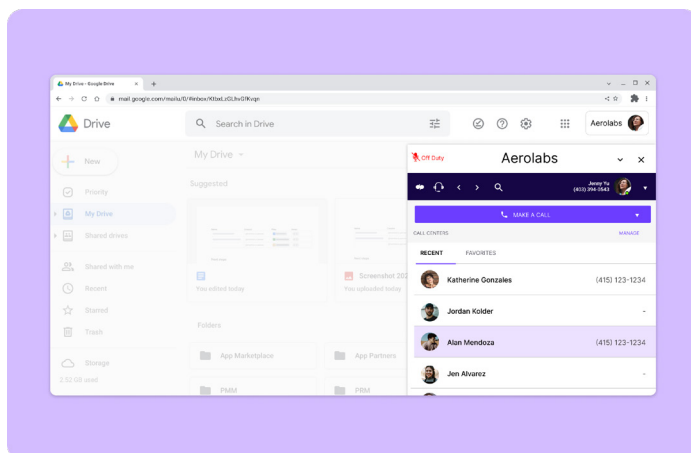 My Drive - Google Drive
mail.google.com/mailu/0/#inbox/KtbxLzGLhvGfKvqn
Drive
Search in Drive
Aerolabs
New
Priority
My Drive
Shared drives
Shared with me
Recent
Starred
Trash
Storage
2.52 GB used
My Drive
Suggested
You edited today
Screenshot 202
You uploaded today
Folders
App Marketplace
App Partners
PMM
PRM
Off Duty
Aerolabs
Jenny Yu
(403) 394-0543
MAKE A CALL
CALL CENTERS
MANAGE
RECENT
FAVORITES
Katherine Gonzales
(415) 123-1234
Jordan Kolder
-
Alan Mendoza
(415) 123-1234
Jen Alvarez
-